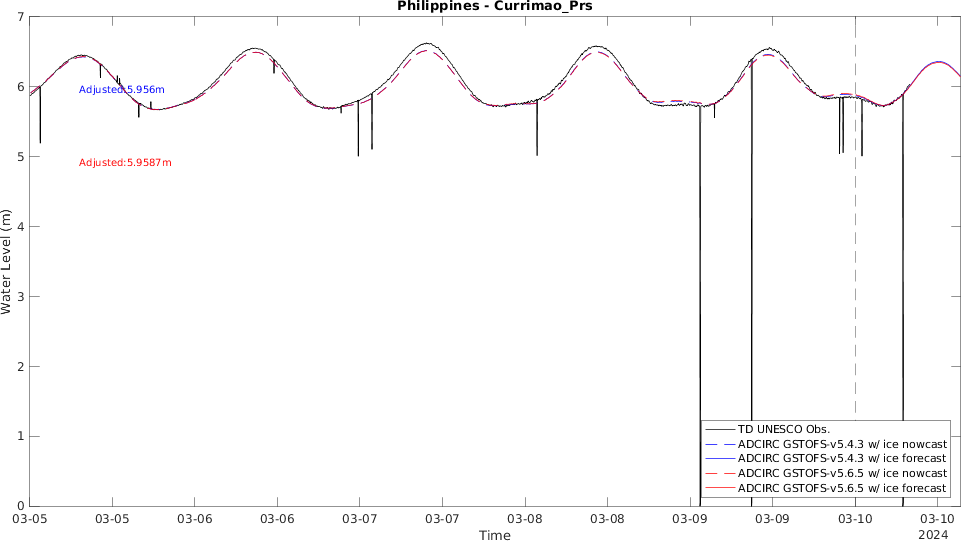 Philippines - Currimao_Prs
7
6
5
4
3
2
1
0
Water Level (m)
Adjusted:5.956m
Adjusted:5.9587m
TD UNESCO Obs.
ADCIRC GSTOFS-v5.4.3 w/ ice nowcast
ADCIRC GSTOFS-v5.4.3 w/ ice forecast
ADCIRC GSTOFS-v5.6.5 w/ ice nowcast
ADCIRC GSTOFS-v5.6.5 w/ ice forecast
03-05 03-05 03-06 03-06 03-07 03-07 03-08 03-08 03-09 03-09 03-10 03-10
Time
2024